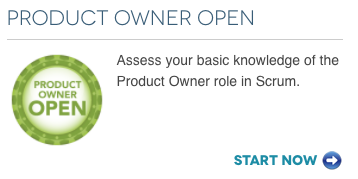 PRODUCT OWNER OPEN
Assess your basic knowledge of the
Product Owner role in Scrum.
PRODUCT
OWNER
OPEN
START NOW